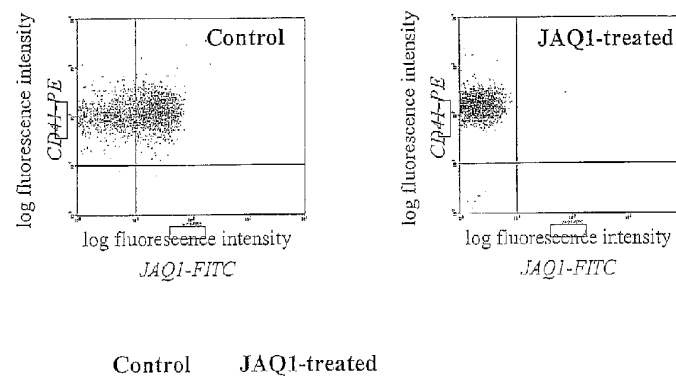 Control
log fluorescence intensity
CD41-PE
log fluorescence intensity
JAQ1-FITC
JAQ1-treated
log fluorescence intensity
CD41-PE
log fluorescence intensity
JAQ1-FITC
Control JAQ1-treated